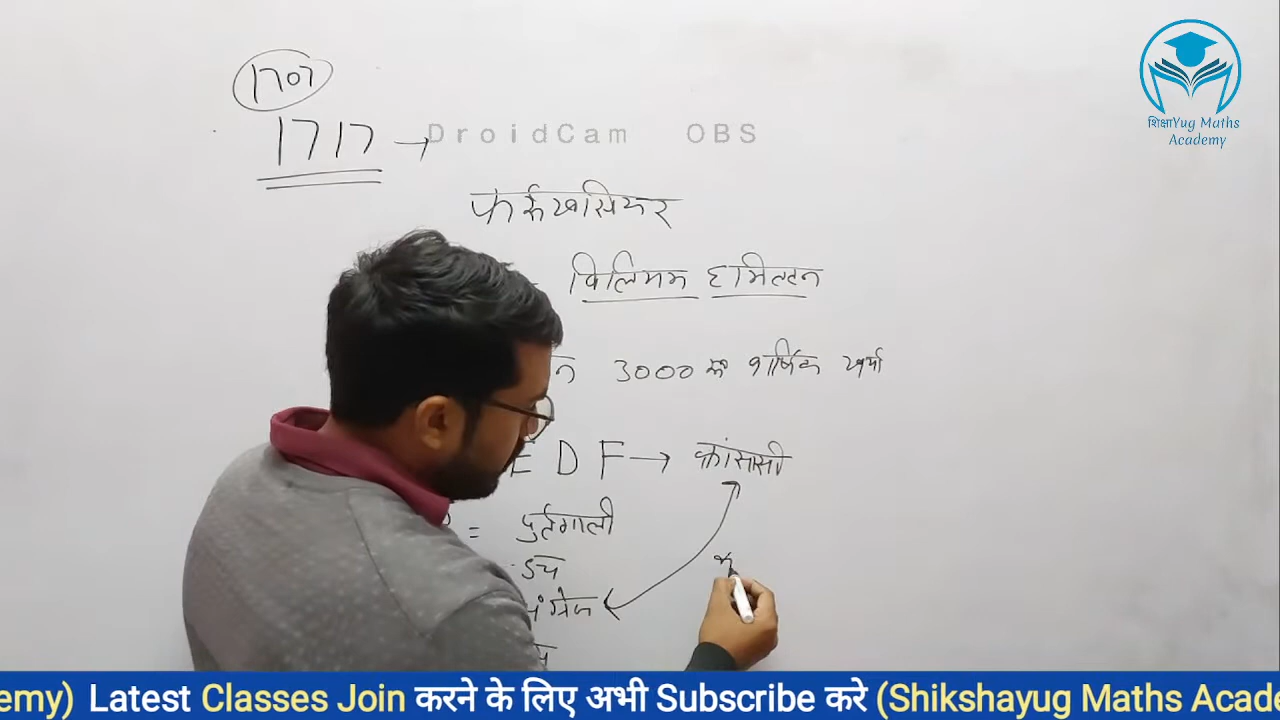 1707
1717 →
DroidCam OBS
फर्रुखसियर
विलियम हमिल्टन
न 3000 रू वार्षिक
E D F → फ्रांसीसी
= पुर्तगाली
डच
अंग्रेज
शिक्षाYug Maths
Academy
emy) Latest Classes Join करने के लिए अभी Subscribe करे (Shikshayug Maths Acade